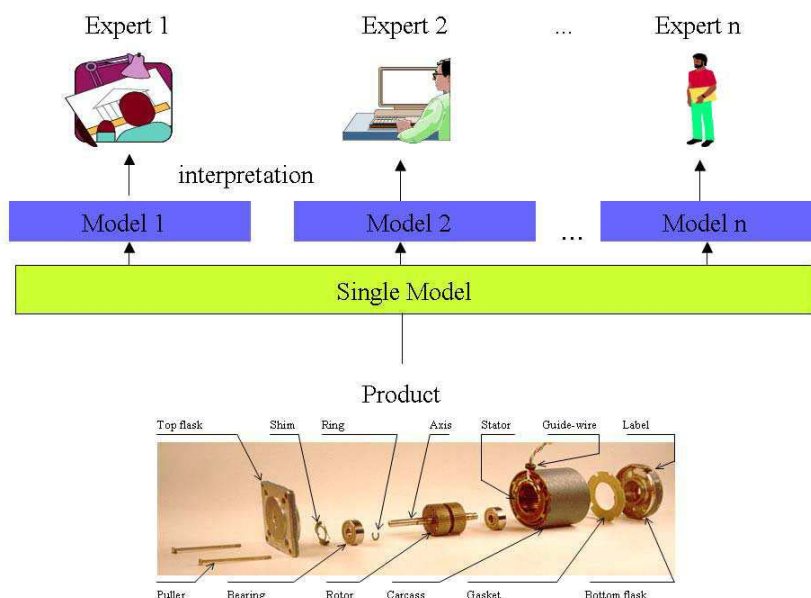 Expert 1 Expert 2 ... Expert n
interpretation
Model 1 Model 2 ... Model n
Single Model
Product
Top flask Shim Ring Axis Stator Guide-wire Label
Puller Bearing Rotor Carcass Gasket Bottom flask